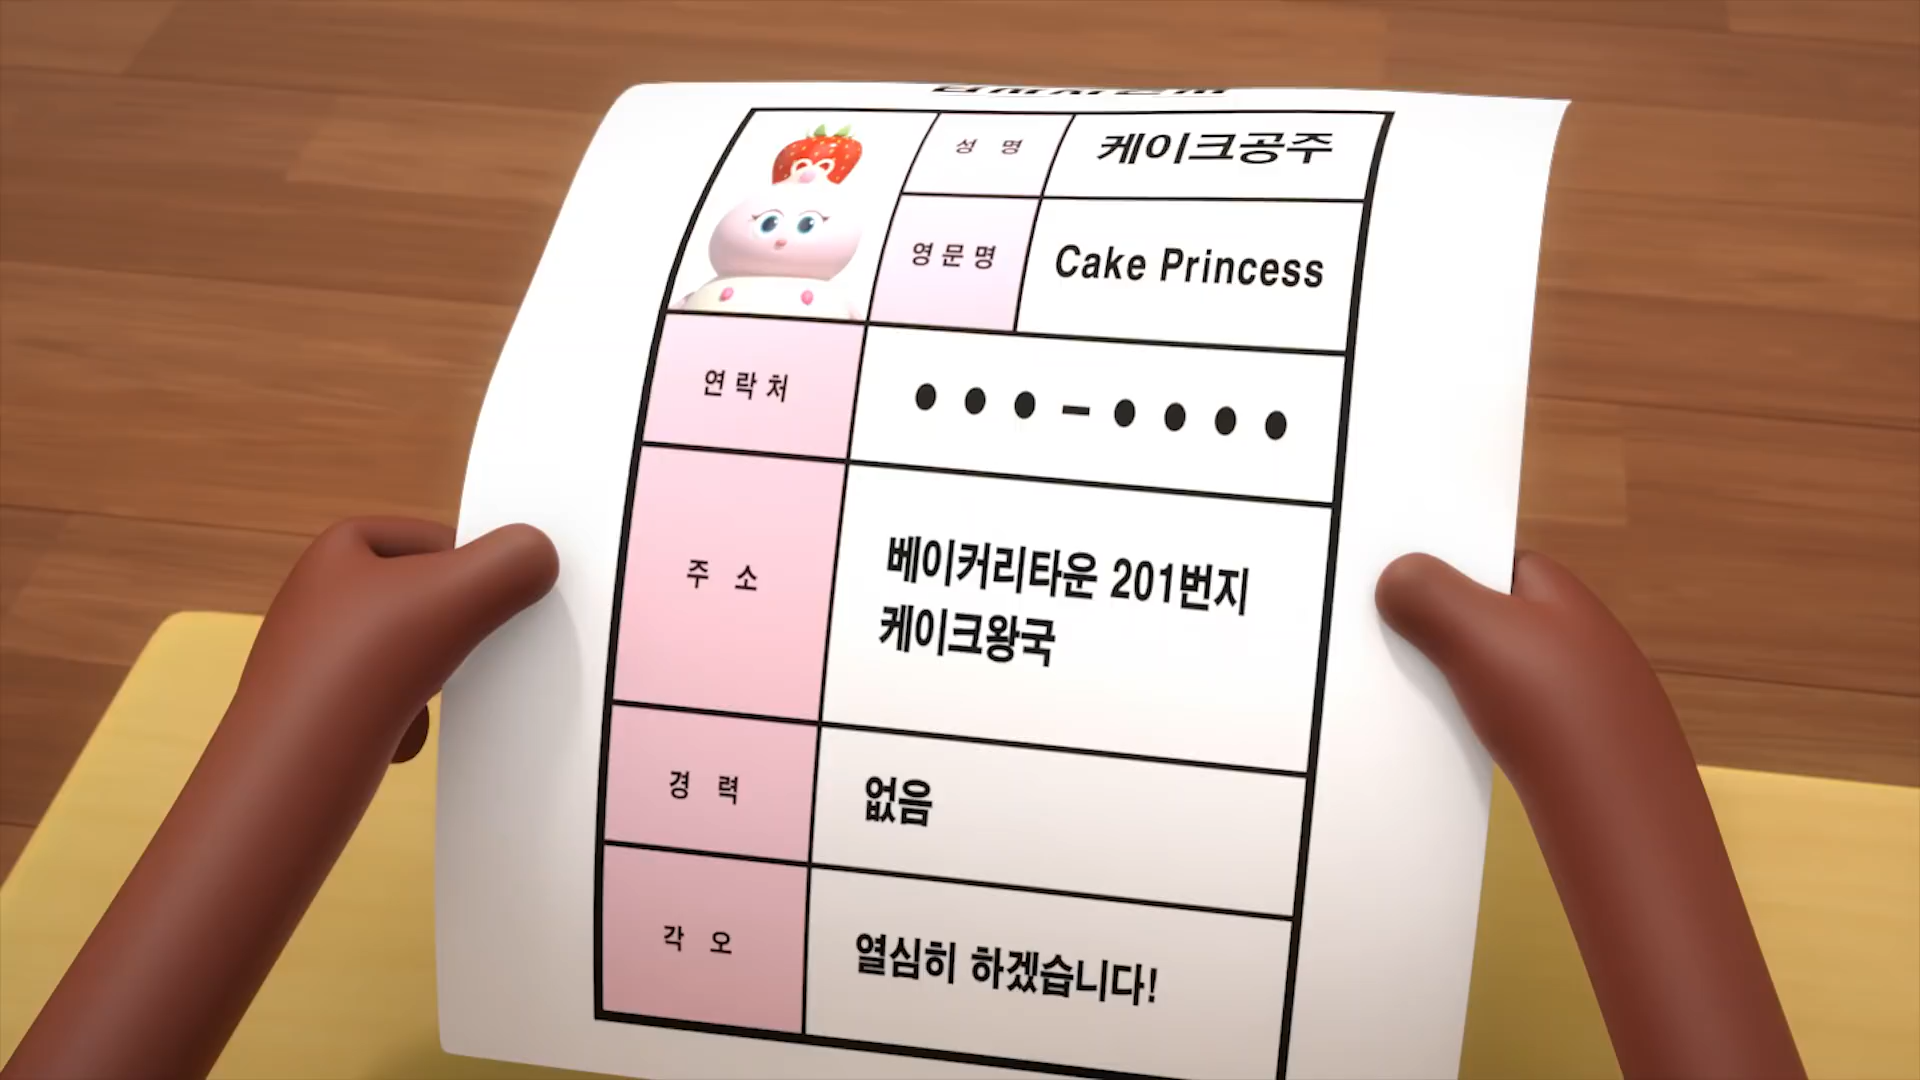 성 명 케이크공주
영문명 Cake Princess
연락처 ●●●-●●●●
주 소 베이커리타운 201번지
케이크왕국
경 력 없음
각 오 열심히 하겠습니다!